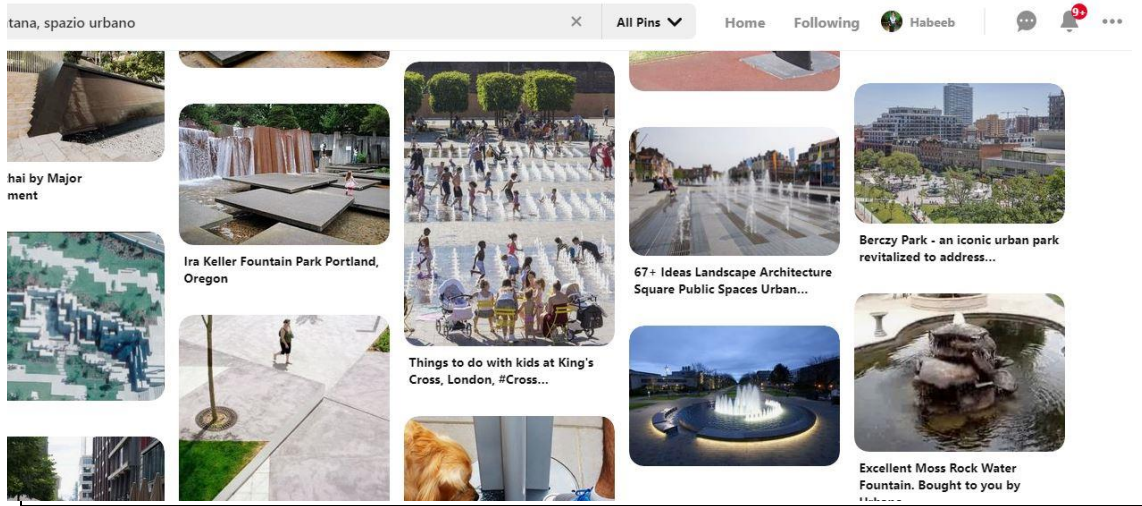 tana, spazio urbano
All Pins
Home
Following
Habeeb
9+
hai by Major
ment
Ira Keller Fountain Park Portland,
Oregon
Things to do with kids at King's
Cross, London, #Cross...
67+ Ideas Landscape Architecture
Square Public Spaces Urban...
Berczy Park - an iconic urban park
revitalized to address...
Excellent Moss Rock Water
Fountain. Bought to you by